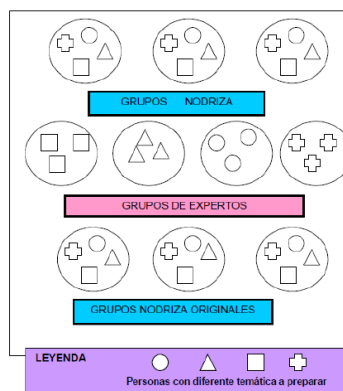 GRUPOS NODRIZA
GRUPOS DE EXPERTOS
GRUPOS NODRIZA ORIGINALES
LEYENDA
Personas con diferente temática a preparar